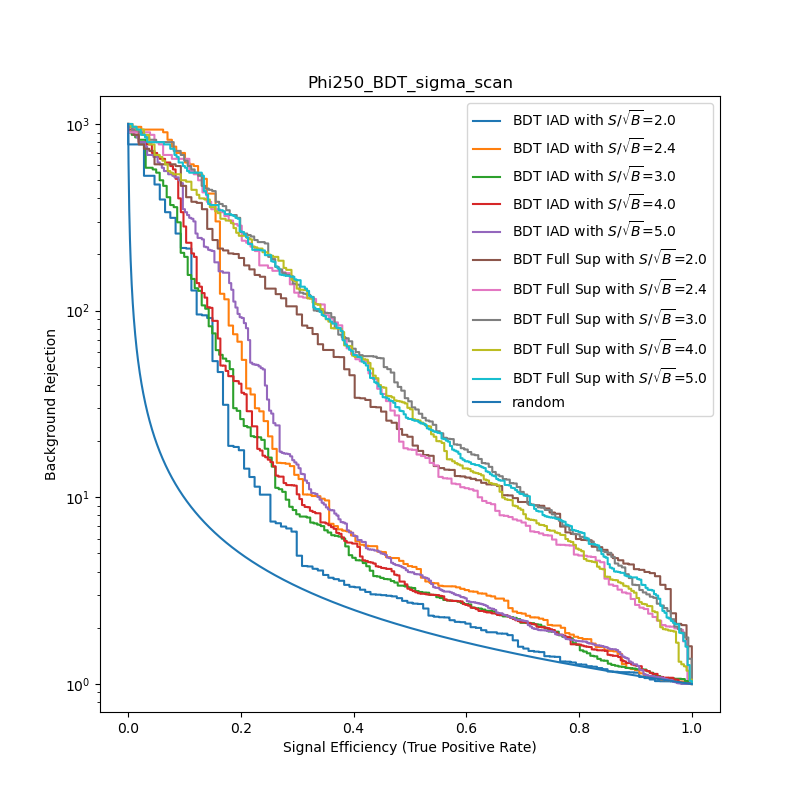 Phi250_BDT_sigma_scan
BDT IAD with S/√B=2.0
BDT IAD with S/√B=2.4
BDT IAD with S/√B=3.0
BDT IAD with S/√B=4.0
BDT IAD with S/√B=5.0
BDT Full Sup with S/√B=2.0
BDT Full Sup with S/√B=2.4
BDT Full Sup with S/√B=3.0
BDT Full Sup with S/√B=4.0
BDT Full Sup with S/√B=5.0
random
Background Rejection
10³
10²
10¹
10⁰
0.0 0.2 0.4 0.6 0.8 1.0
Signal Efficiency (True Positive Rate)